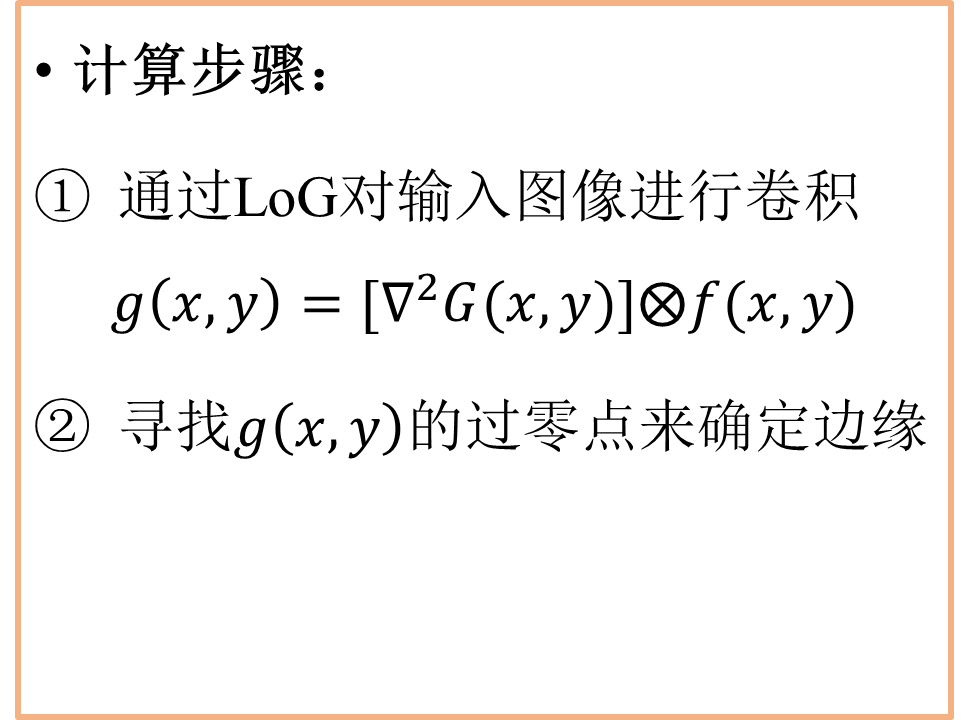 • 计算步骤：
① 通过LoG对输入图像进行卷积
g(x, y) = [∇²G(x, y)]⊗f(x, y)
② 寻找g(x, y)的过零点来确定边缘